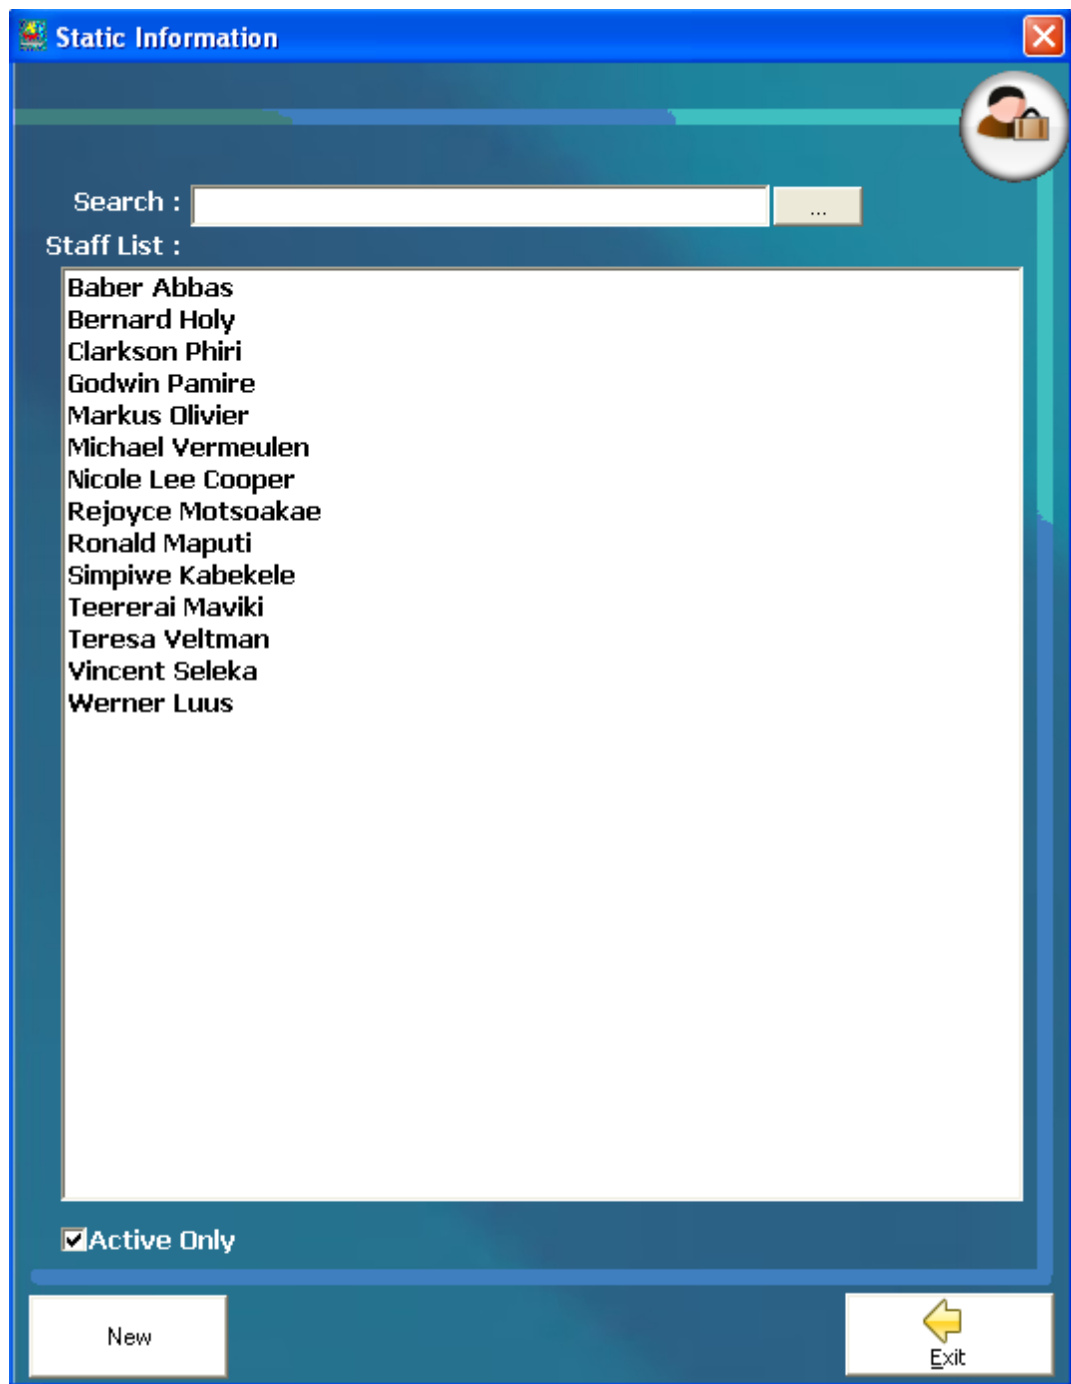 Static Information
Search :
...
Staff List :
Baber Abbas
Bernard Holy
Clarkson Phiri
Godwin Pamire
Markus Olivier
Michael Vermeulen
Nicole Lee Cooper
Rejoyce Motsoakae
Ronald Maputi
Simpiwe Kabekele
Teererai Maviki
Teresa Veltman
Vincent Seleka
Werner Luus
Active Only
New
Exit